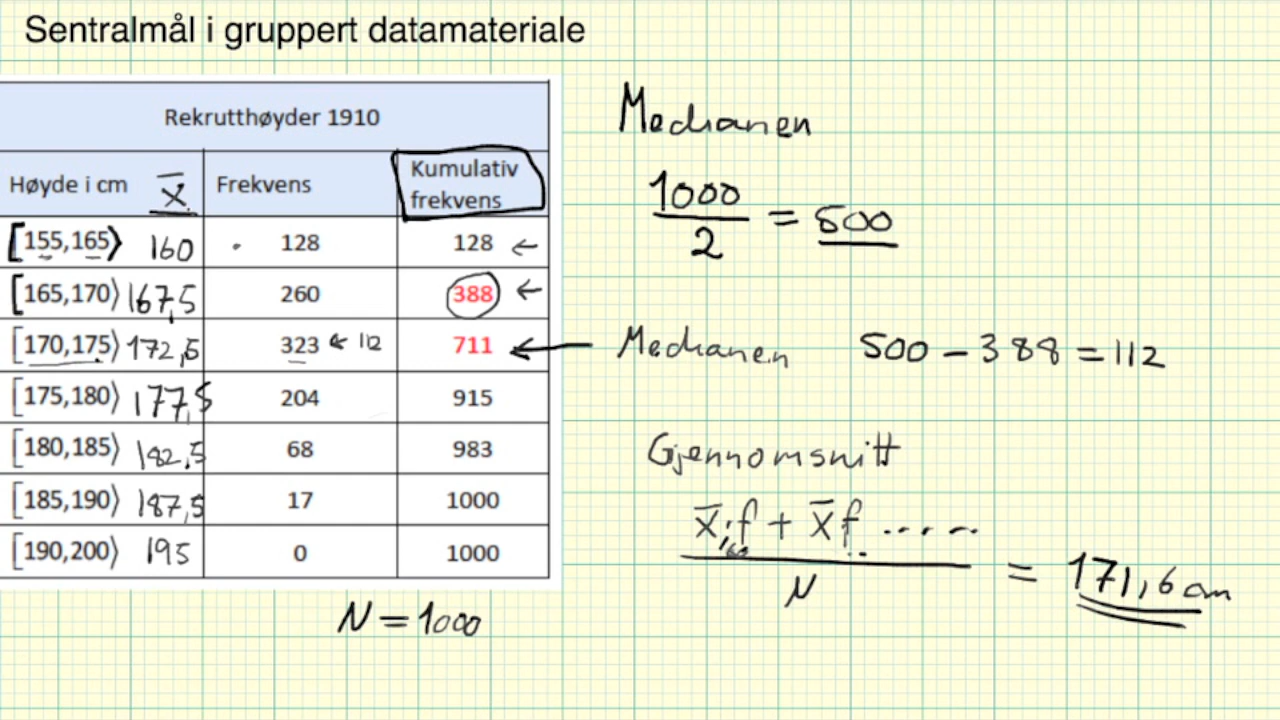 Sentralmål i gruppert datamateriale
Rekrutthøyder 1910
Høyde i cm x̄ Frekvens Kumulativ frekvens
[155,165⟩ 160 128 128 ←
[165,170⟩ 167,5 260 388 ←
[170,175⟩ 172,5 323 ← 112 711 ←
[175,180⟩ 177,5 204 915
[180,185⟩ 182,5 68 983
[185,190⟩ 187,5 17 1000
[190,200⟩ 195 0 1000
N = 1000
Medianen
1000
2
= 500
Medianen 500 – 388 = 112
Gjennomsnitt
x̄f + x̄f .....
N
= 171,6 cm